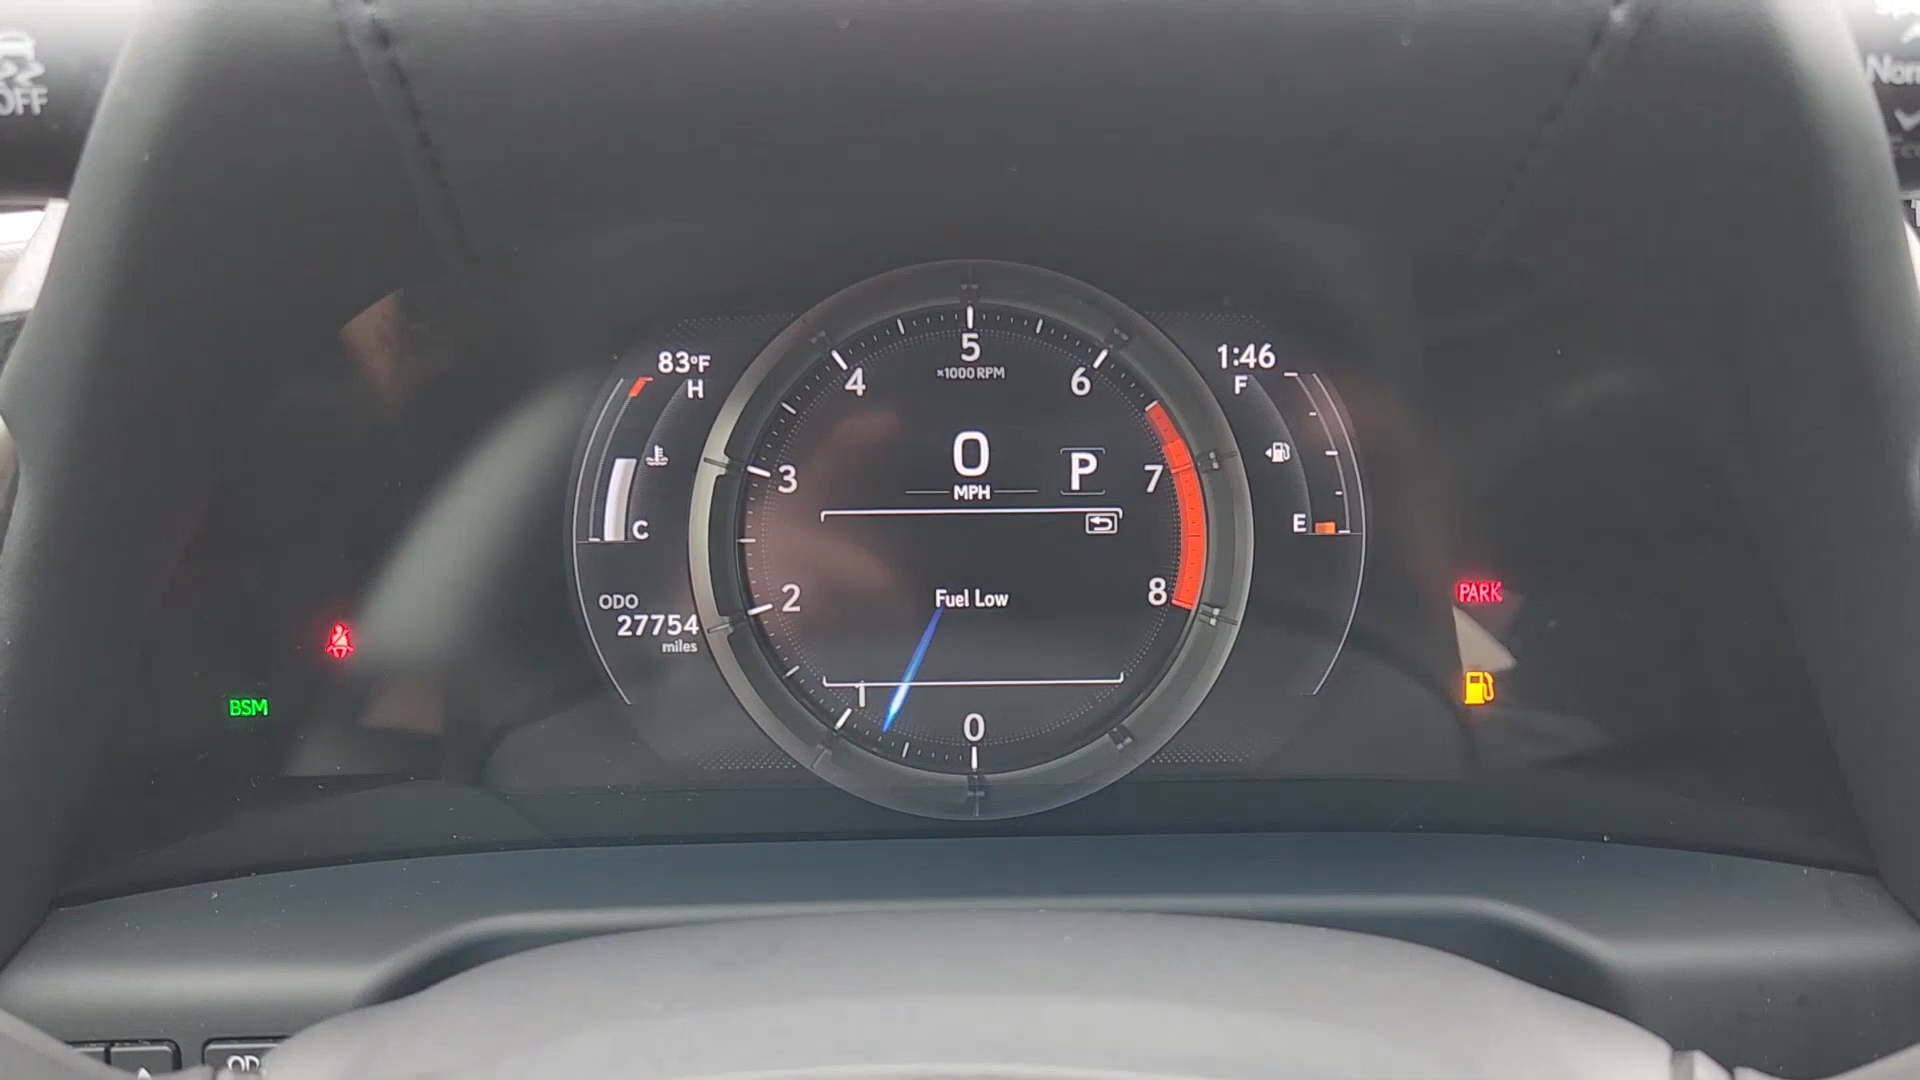 OFF
83°F
H
C
ODO
27754
miles
5
×1000 RPM
4
6
3
7
2
8
1
0
0
MPH
P
Fuel Low
1:46
F
E
BSM
PARK